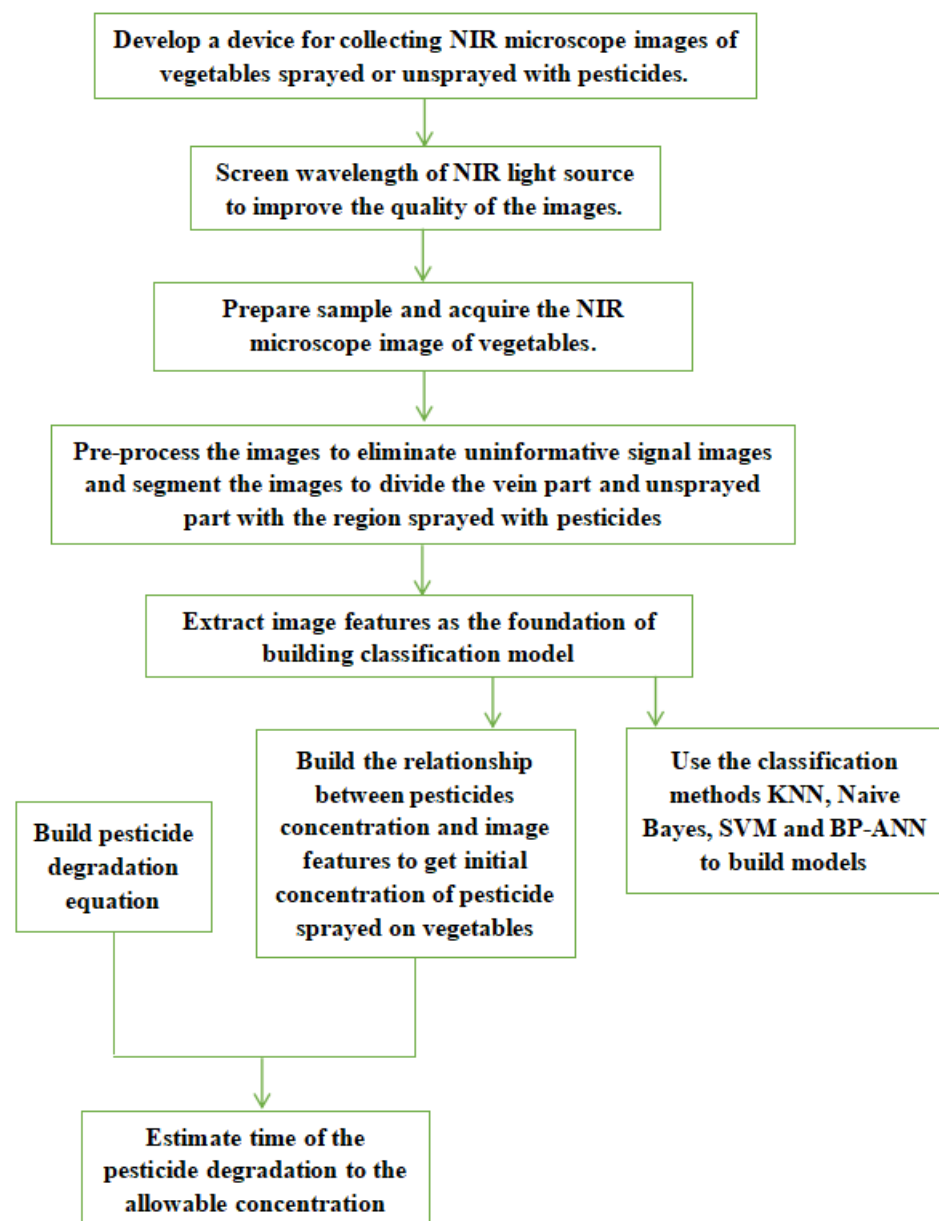 Develop a device for collecting NIR microscope images of
vegetables sprayed or unsprayed with pesticides.
Screen wavelength of NIR light source
to improve the quality of the images.
Prepare sample and acquire the NIR
microscope image of vegetables.
Pre-process the images to eliminate uninformative signal images
and segment the images to divide the vein part and unsprayed
part with the region sprayed with pesticides
Extract image features as the foundation of
building classification model
Build pesticide
degradation
equation
Build the relationship
between pesticides
concentration and image
features to get initial
concentration of pesticide
sprayed on vegetables
Use the classification
methods KNN, Naive
Bayes, SVM and BP-ANN
to build models
Estimate time of the
pesticide degradation to the
allowable concentration